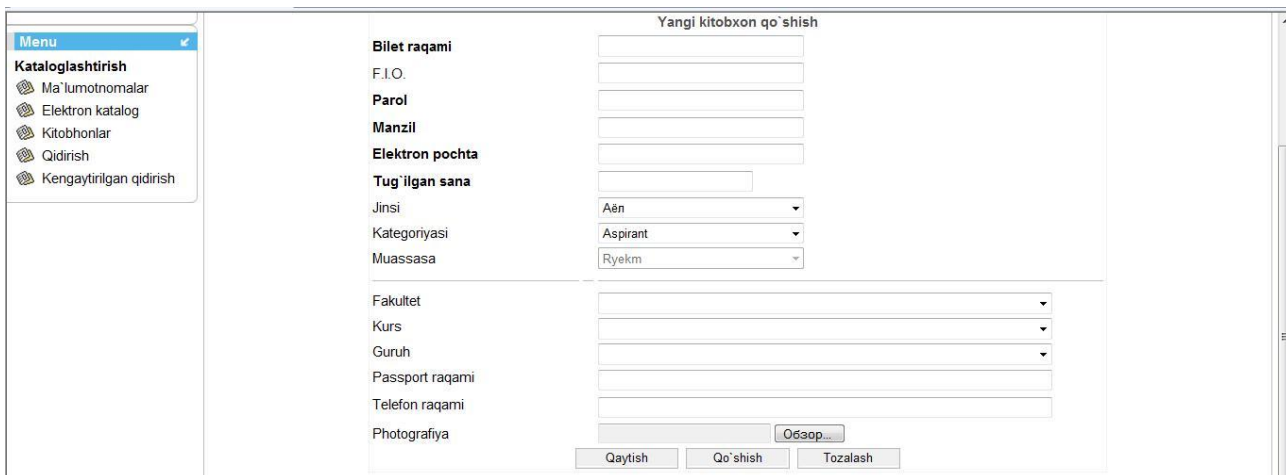 Menu
Kataloglashtirish
Ma`lumotnomalar
Elektron katalog
Kitobhonlar
Qidirish
Kengaytirilgan qidirish
Yangi kitobxon qo`shish
Bilet raqami
F.I.O.
Parol
Manzil
Elektron pochta
Tug`ilgan sana
Jinsi Аёл
Kategoriyasi Aspirant
Muassasa Ryekm
Fakultet
Kurs
Guruh
Passport raqami
Telefon raqami
Photografiya Обзор...
Qaytish Qo`shish Tozalash